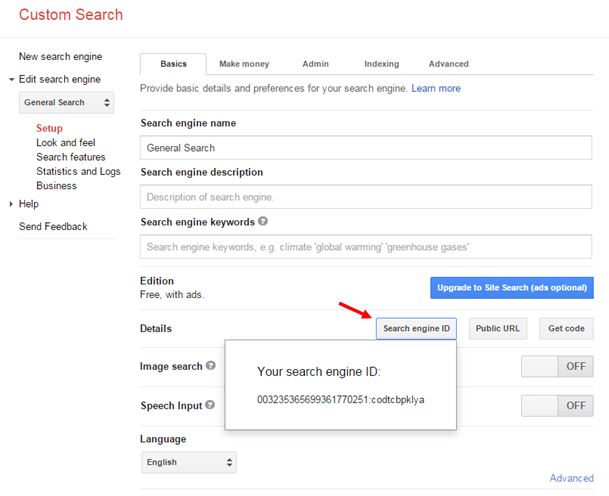 Custom Search
New search engine
Edit search engine
General Search
Setup
Look and feel
Search features
Statistics and Logs
Business
Help
Send Feedback
Basics Make money Admin Indexing Advanced
Provide basic details and preferences for your search engine. Learn more
Search engine name
General Search
Search engine description
Description of search engine.
Search engine keywords ?
Search engine keywords, e.g. climate 'global warming' 'greenhouse gases'
Edition
Free, with ads.
Upgrade to Site Search (ads optional)
Details
Search engine ID Public URL Get code
Your search engine ID:
003235365699361770251:codtcbpklya
Image search ? OFF
Speech Input ? OFF
Language
English
Advanced